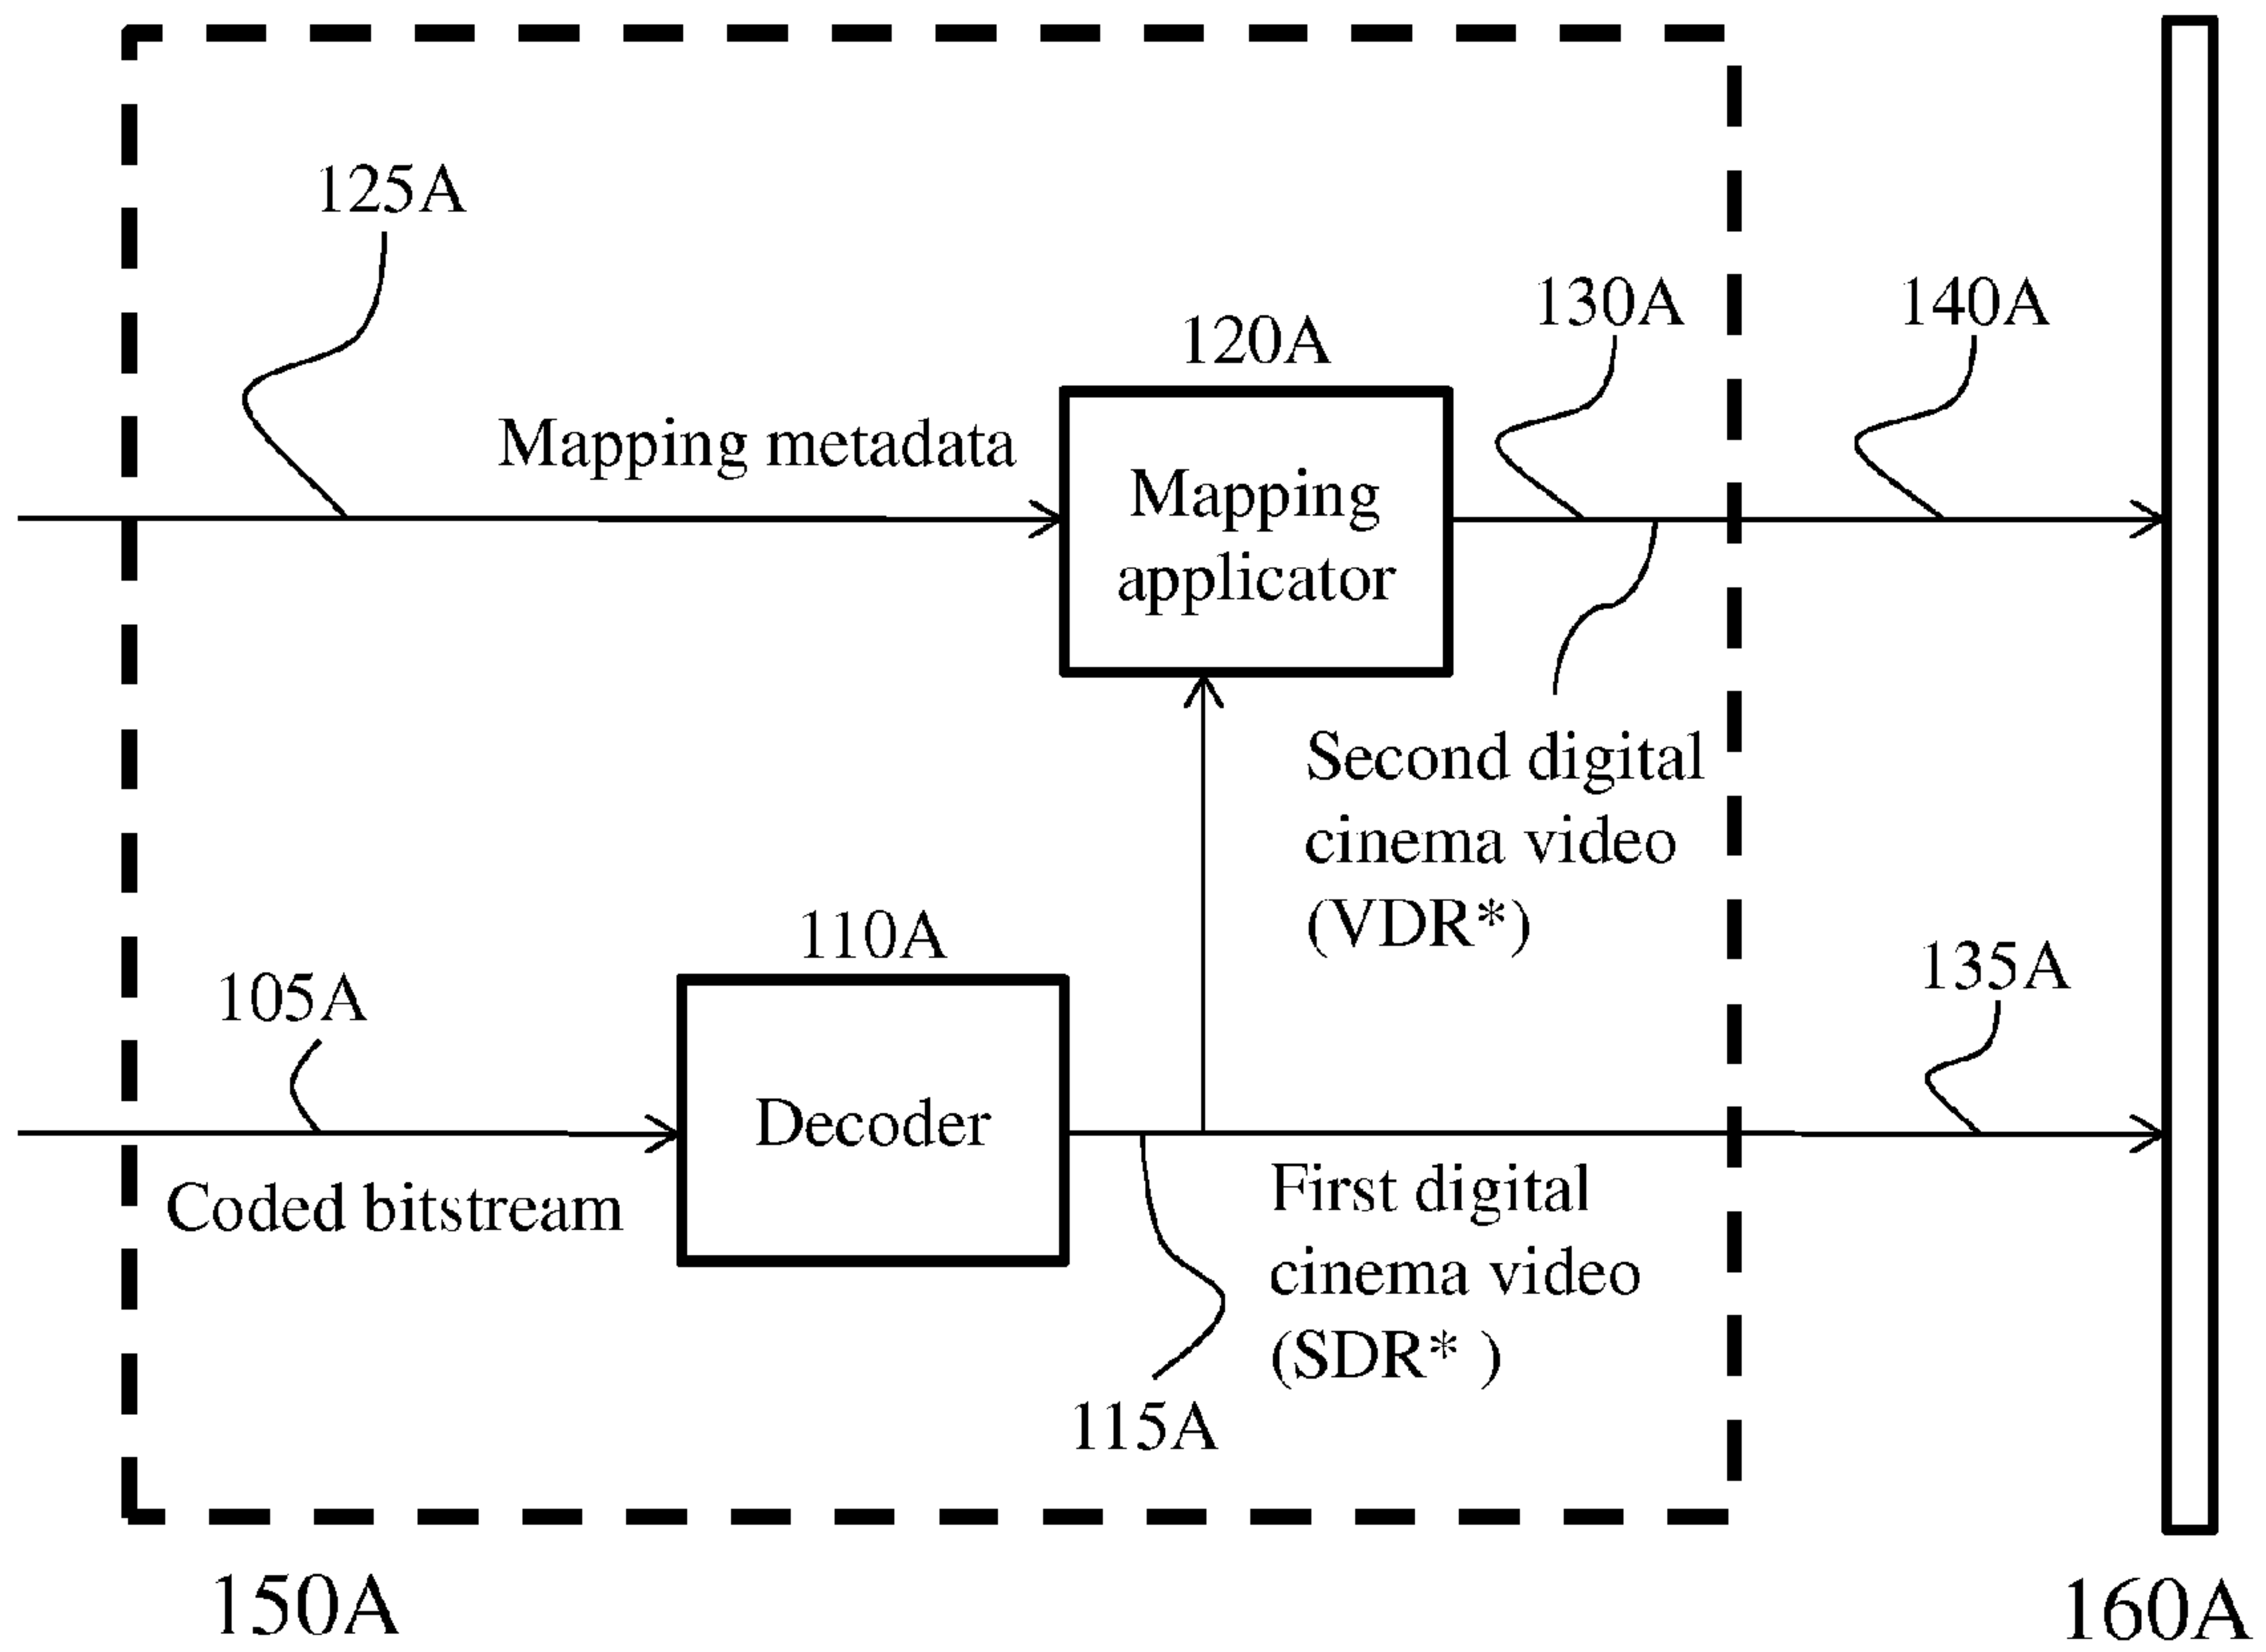 125A
130A
140A
120A
Mapping metadata
Mapping
applicator
Second digital
cinema video
(VDR*)
110A
135A
105A
Decoder
First digital
cinema video
(SDR* )
Coded bitstream
115A
150A
160A